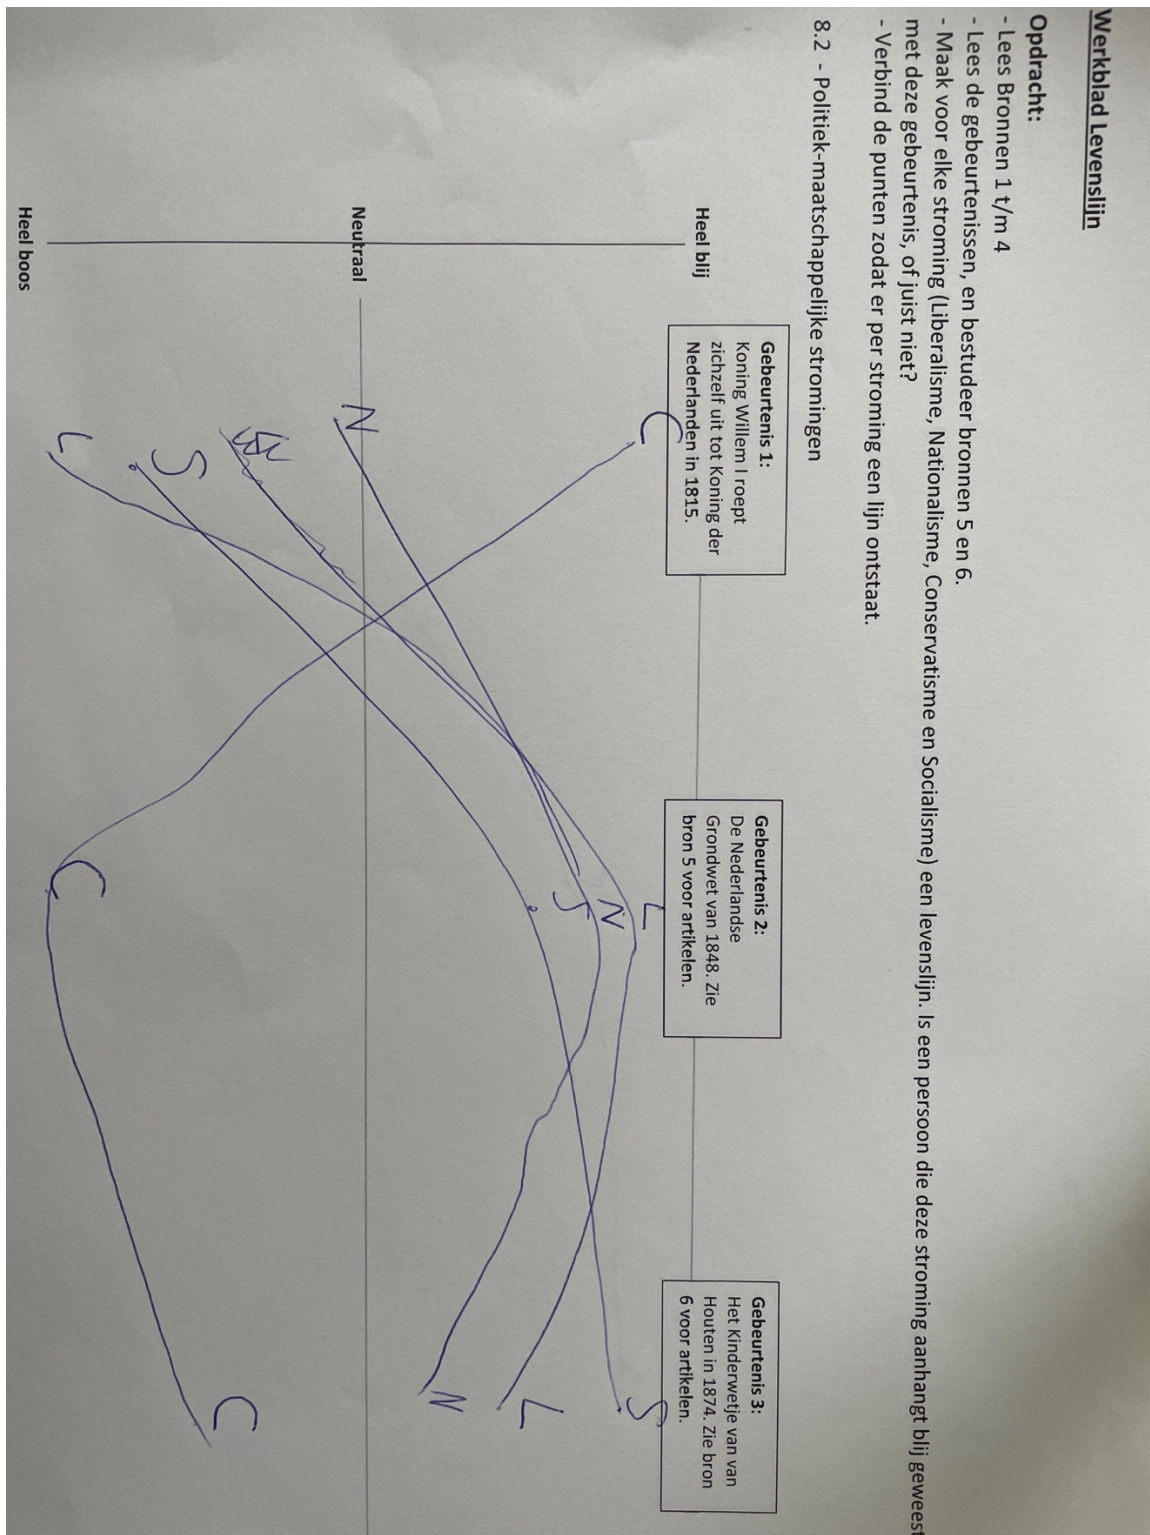 Werkblad Levenslijn
Opdracht:
- Lees Bronnen 1 t/m 4
- Lees de gebeurtenissen, en bestudeer bronnen 5 en 6.
- Maak voor elke stroming (Liberalisme, Nationalisme, Conservatisme en Socialisme) een levenslijn. Is een persoon die deze stroming aanhangt blij geweest
met deze gebeurtenis, of juist niet?
- Verbind de punten zodat er per stroming een lijn ontstaat.
8.2 - Politiek-maatschappelijke stromingen
Heel blij
Gebeurtenis 1:
Koning Willem I roept
zichzelf uit tot Koning der
Nederlanden in 1815.
Gebeurtenis 2:
De Nederlandse
Grondwet van 1848. Zie
bron 5 voor artikelen.
Gebeurtenis 3:
Het Kinderwetje van van
Houten in 1874. Zie bron
6 voor artikelen.
C
L
S
N
S
L
N
Neutraal
N
S
L
C
C
Heel boos